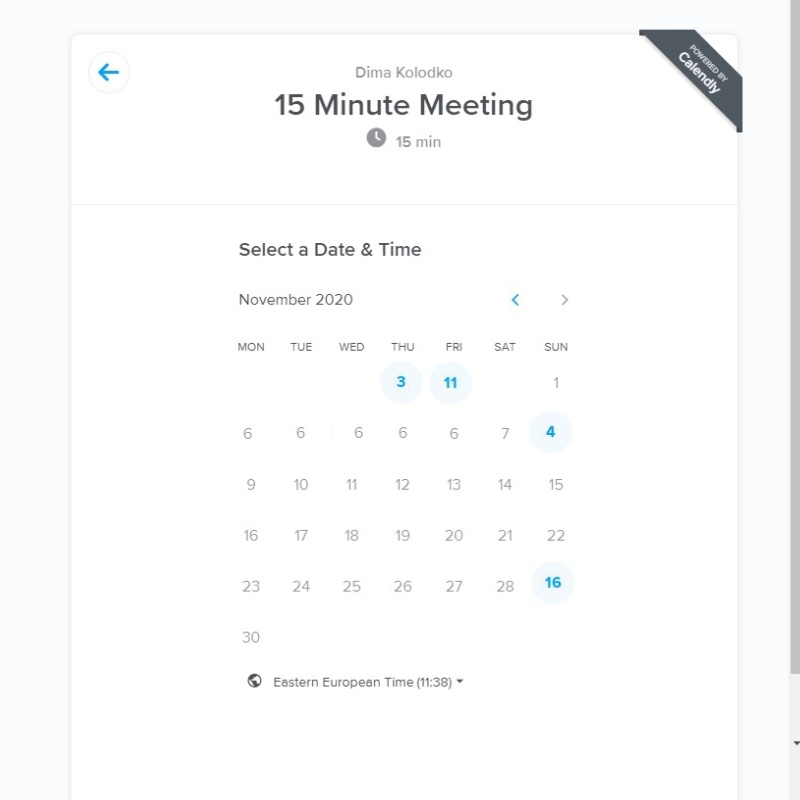 POWERED BY
Calendly
Dima Kolodko
15 Minute Meeting
15 min
Select a Date & Time
November 2020
MON TUE WED THU FRI SAT SUN
3 11 1
6 6 6 6 6 7 4
9 10 11 12 13 14 15
16 17 18 19 20 21 22
23 24 25 26 27 28 16
30
Eastern European Time (11:38)